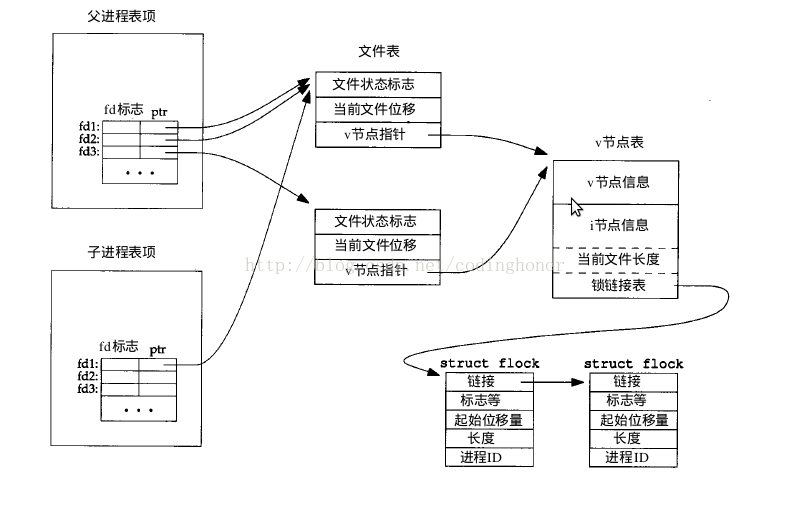 父进程表项
fd标志 ptr
fd1:
fd2:
fd3:
• • •
子进程表项
fd标志 ptr
fd1:
fd2:
fd3:
• • •
文件表
文件状态标志
当前文件位移
v节点指针
文件状态标志
当前文件位移
v节点指针
v节点表
v节点信息
i节点信息
当前文件长度
锁链接表
struct flock
链接
标志等
起始位移量
长度
进程ID
struct flock
链接
标志等
起始位移量
长度
进程ID
http://blog.csdn.net/codinghonor